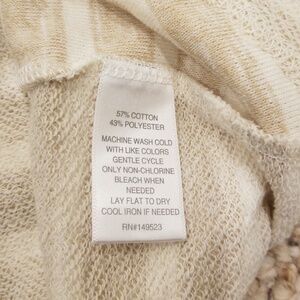 57% COTTON
43% POLYESTER
MACHINE WASH COLD
WITH LIKE COLORS
GENTLE CYCLE
ONLY NON-CHLORINE
BLEACH WHEN
NEEDED
LAY FLAT TO DRY
COOL IRON IF NEEDED
RN#149523